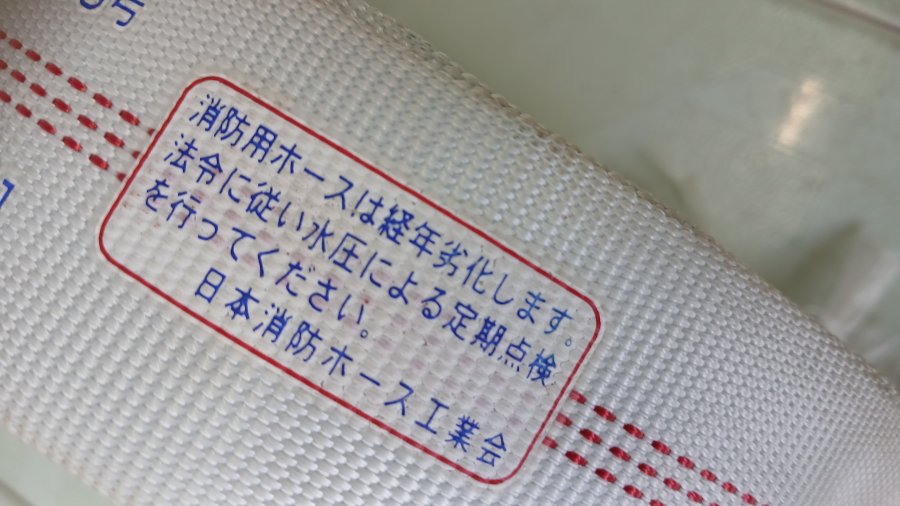 号
消防用ホースは経年劣化します。
法令に従い水圧による定期点検
を行ってください。
日本消防ホース工業会